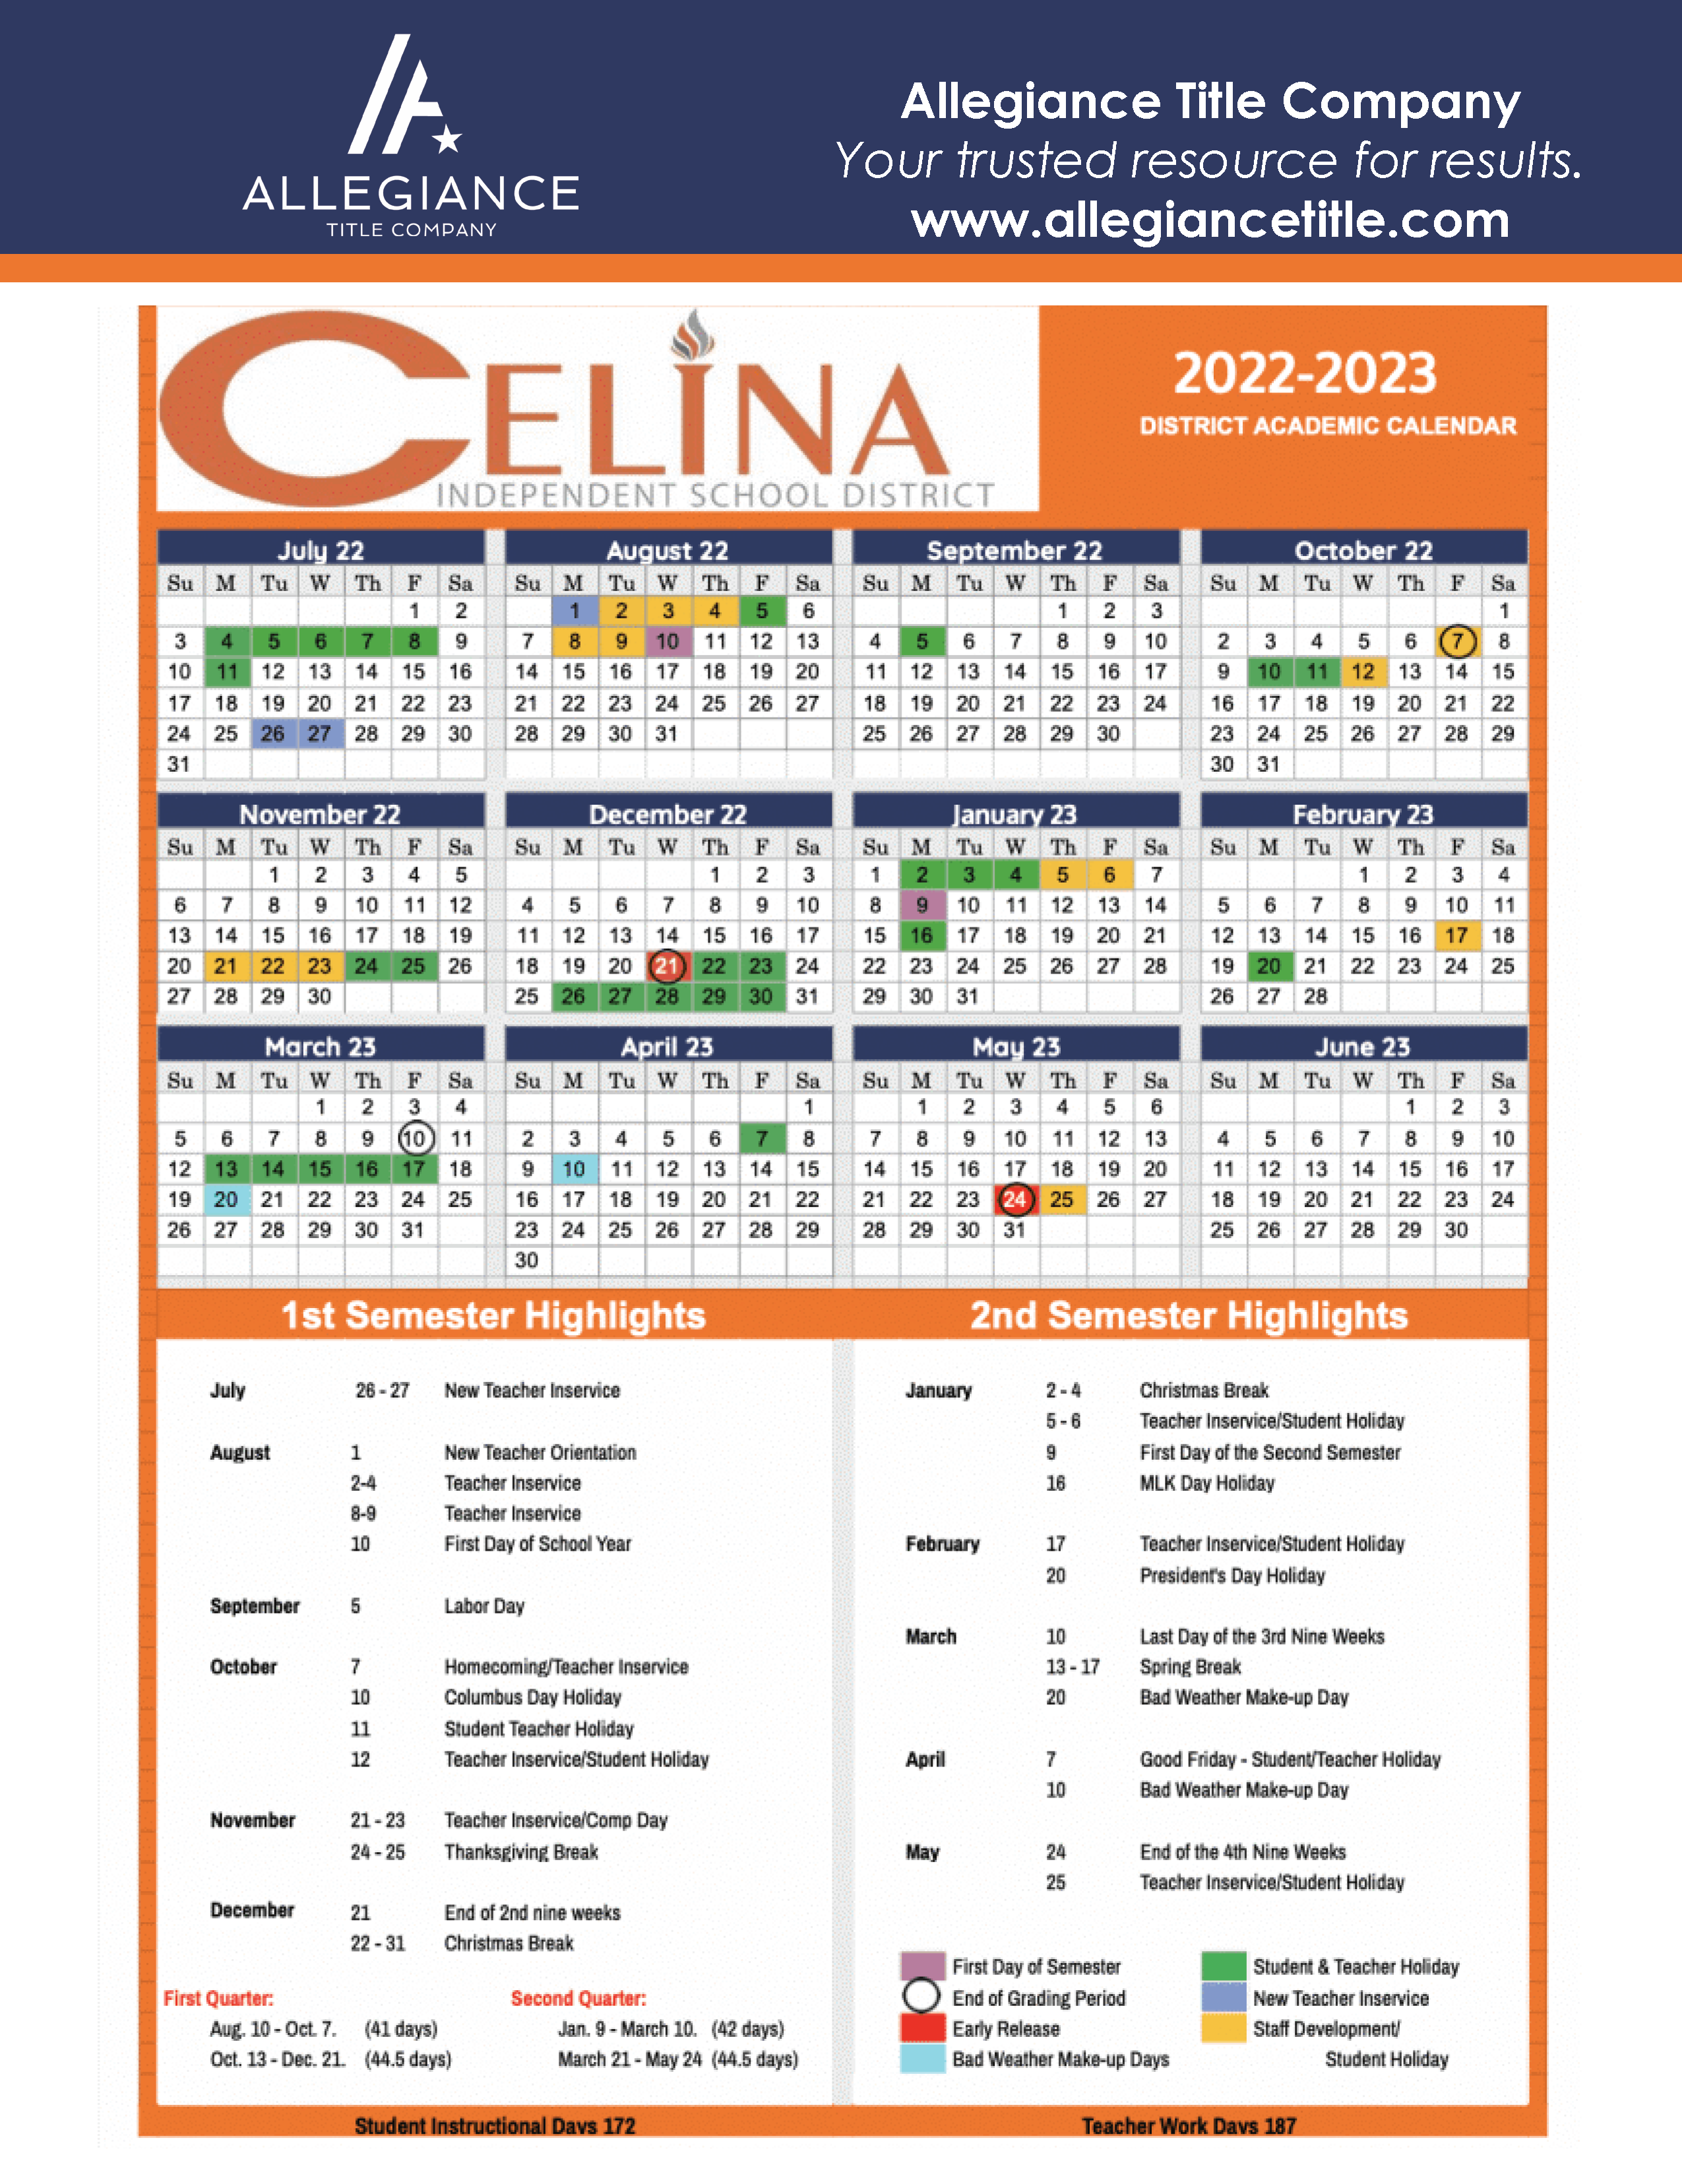 ALLEGIANCE
TITLE COMPANY
Allegiance Title Company
Your trusted resource for results.
www.allegiancetitle.com
CELINA
INDEPENDENT SCHOOL DISTRICT
2022-2023
DISTRICT ACADEMIC CALENDAR
July 22
Su M Tu W Th F Sa
1 2
3 4 5 6 7 8 9
10 11 12 13 14 15 16
17 18 19 20 21 22 23
24 25 26 27 28 29 30
31
August 22
Su M Tu W Th F Sa
1 2 3 4 5 6
7 8 9 10 11 12 13
14 15 16 17 18 19 20
21 22 23 24 25 26 27
28 29 30 31
September 22
Su M Tu W Th F Sa
1 2 3
4 5 6 7 8 9 10
11 12 13 14 15 16 17
18 19 20 21 22 23 24
25 26 27 28 29 30
October 22
Su M Tu W Th F Sa
1
2 3 4 5 6 7 8
9 10 11 12 13 14 15
16 17 18 19 20 21 22
23 24 25 26 27 28 29
30 31
November 22
Su M Tu W Th F Sa
1 2 3 4 5
6 7 8 9 10 11 12
13 14 15 16 17 18 19
20 21 22 23 24 25 26
27 28 29 30
December 22
Su M Tu W Th F Sa
1 2 3
4 5 6 7 8 9 10
11 12 13 14 15 16 17
18 19 20 21 22 23 24
25 26 27 28 29 30 31
January 23
Su M Tu W Th F Sa
1 2 3 4 5 6 7
8 9 10 11 12 13 14
15 16 17 18 19 20 21
22 23 24 25 26 27 28
29 30 31
February 23
Su M Tu W Th F Sa
1 2 3 4
5 6 7 8 9 10 11
12 13 14 15 16 17 18
19 20 21 22 23 24 25
26 27 28
March 23
Su M Tu W Th F Sa
1 2 3 4
5 6 7 8 9 10 11
12 13 14 15 16 17 18
19 20 21 22 23 24 25
26 27 28 29 30 31
April 23
Su M Tu W Th F Sa
1
2 3 4 5 6 7 8
9 10 11 12 13 14 15
16 17 18 19 20 21 22
23 24 25 26 27 28 29
30
May 23
Su M Tu W Th F Sa
1 2 3 4 5 6
7 8 9 10 11 12 13
14 15 16 17 18 19 20
21 22 23 24 25 26 27
28 29 30 31
June 23
Su M Tu W Th F Sa
1 2 3
4 5 6 7 8 9 10
11 12 13 14 15 16 17
18 19 20 21 22 23 24
25 26 27 28 29 30
1st Semester Highlights
July 26 - 27 New Teacher Inservice
August 1 New Teacher Orientation
2-4 Teacher Inservice
8-9 Teacher Inservice
10 First Day of School Year
September 5 Labor Day
October 7 Homecoming/Teacher Inservice
10 Columbus Day Holiday
11 Student Teacher Holiday
12 Teacher Inservice/Student Holiday
November 21 - 23 Teacher Inservice/Comp Day
24 - 25 Thanksgiving Break
December 21 End of 2nd nine weeks
22 - 31 Christmas Break
First Quarter:
Aug. 10 - Oct. 7. (41 days)
Oct. 13 - Dec. 21. (44.5 days)
Second Quarter:
Jan. 9 - March 10. (42 days)
March 21 - May 24 (44.5 days)
2nd Semester Highlights
January 2 - 4 Christmas Break
5 - 6 Teacher Inservice/Student Holiday
9 First Day of the Second Semester
16 MLK Day Holiday
February 17 Teacher Inservice/Student Holiday
20 President's Day Holiday
March 10 Last Day of the 3rd Nine Weeks
13 - 17 Spring Break
20 Bad Weather Make-up Day
April 7 Good Friday - Student/Teacher Holiday
10 Bad Weather Make-up Day
May 24 End of the 4th Nine Weeks
25 Teacher Inservice/Student Holiday
First Day of Semester
End of Grading Period
Early Release
Bad Weather Make-up Days
Student & Teacher Holiday
New Teacher Inservice
Staff Development/
Student Holiday
Student Instructional Days 172
Teacher Work Days 187